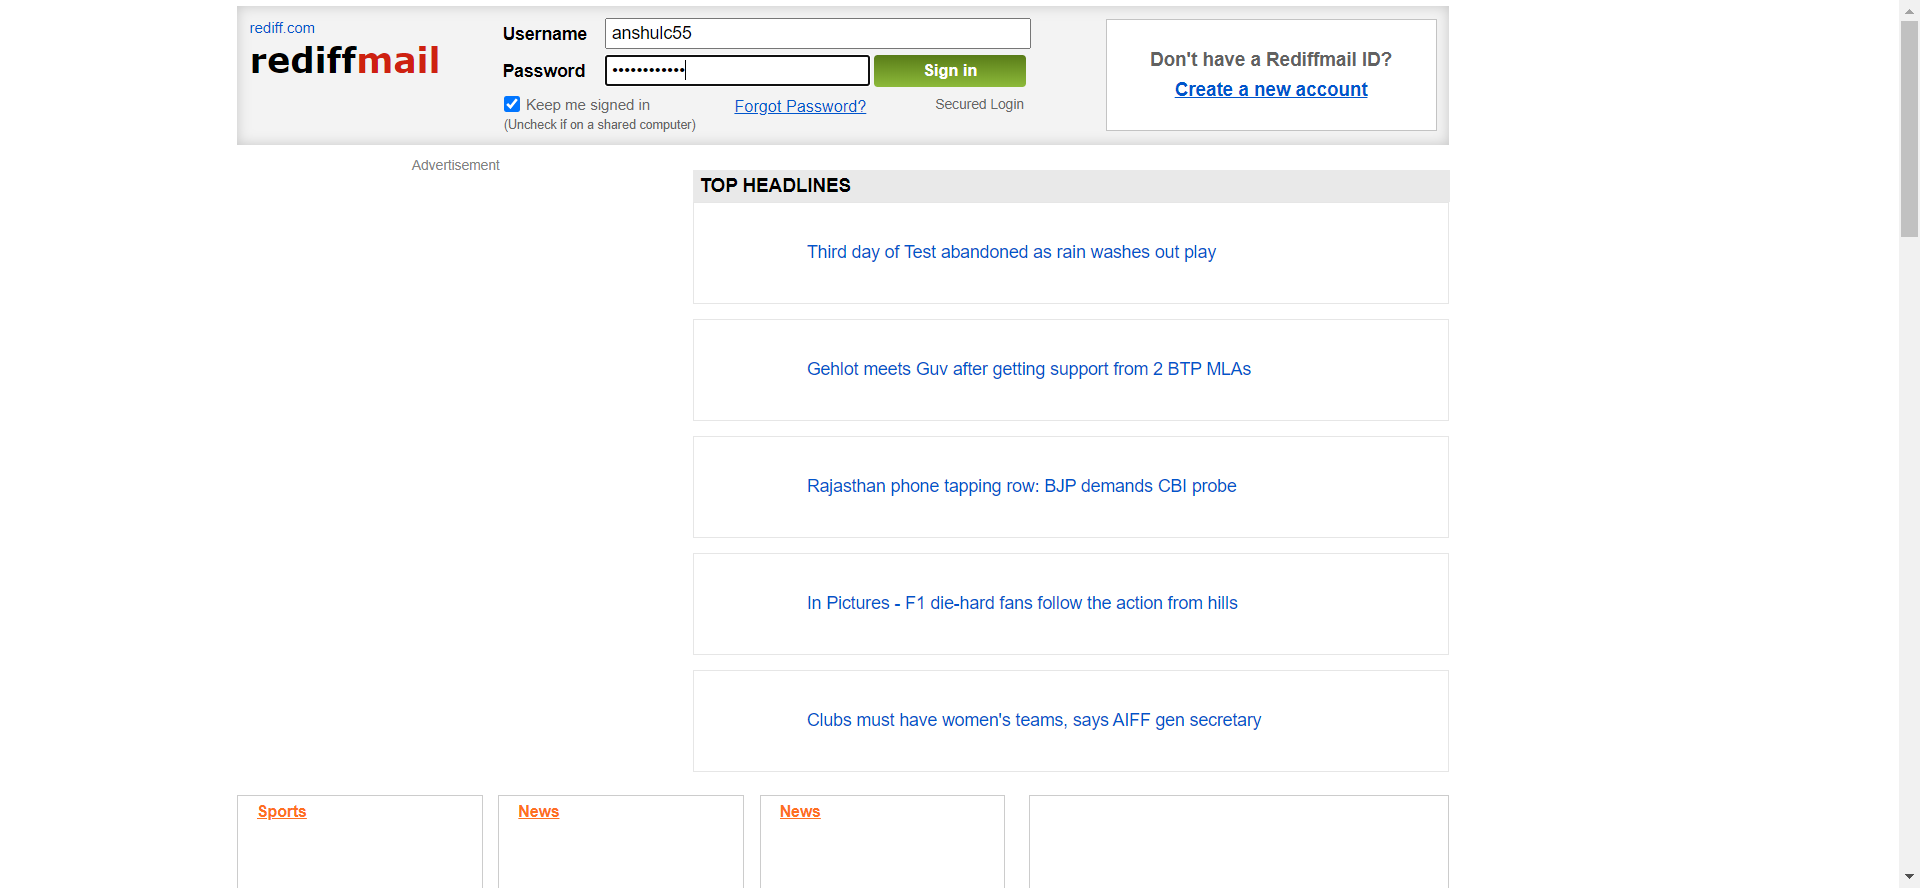 rediff.com
rediffmail
Username anshulc55
Password ••••••••••••
Sign in
Keep me signed in
(Uncheck if on a shared computer)
Forgot Password?
Secured Login
Don't have a Rediffmail ID?
Create a new account
Advertisement
TOP HEADLINES
Third day of Test abandoned as rain washes out play
Gehlot meets Guv after getting support from 2 BTP MLAs
Rajasthan phone tapping row: BJP demands CBI probe
In Pictures - F1 die-hard fans follow the action from hills
Clubs must have women's teams, says AIFF gen secretary
Sports
News
News